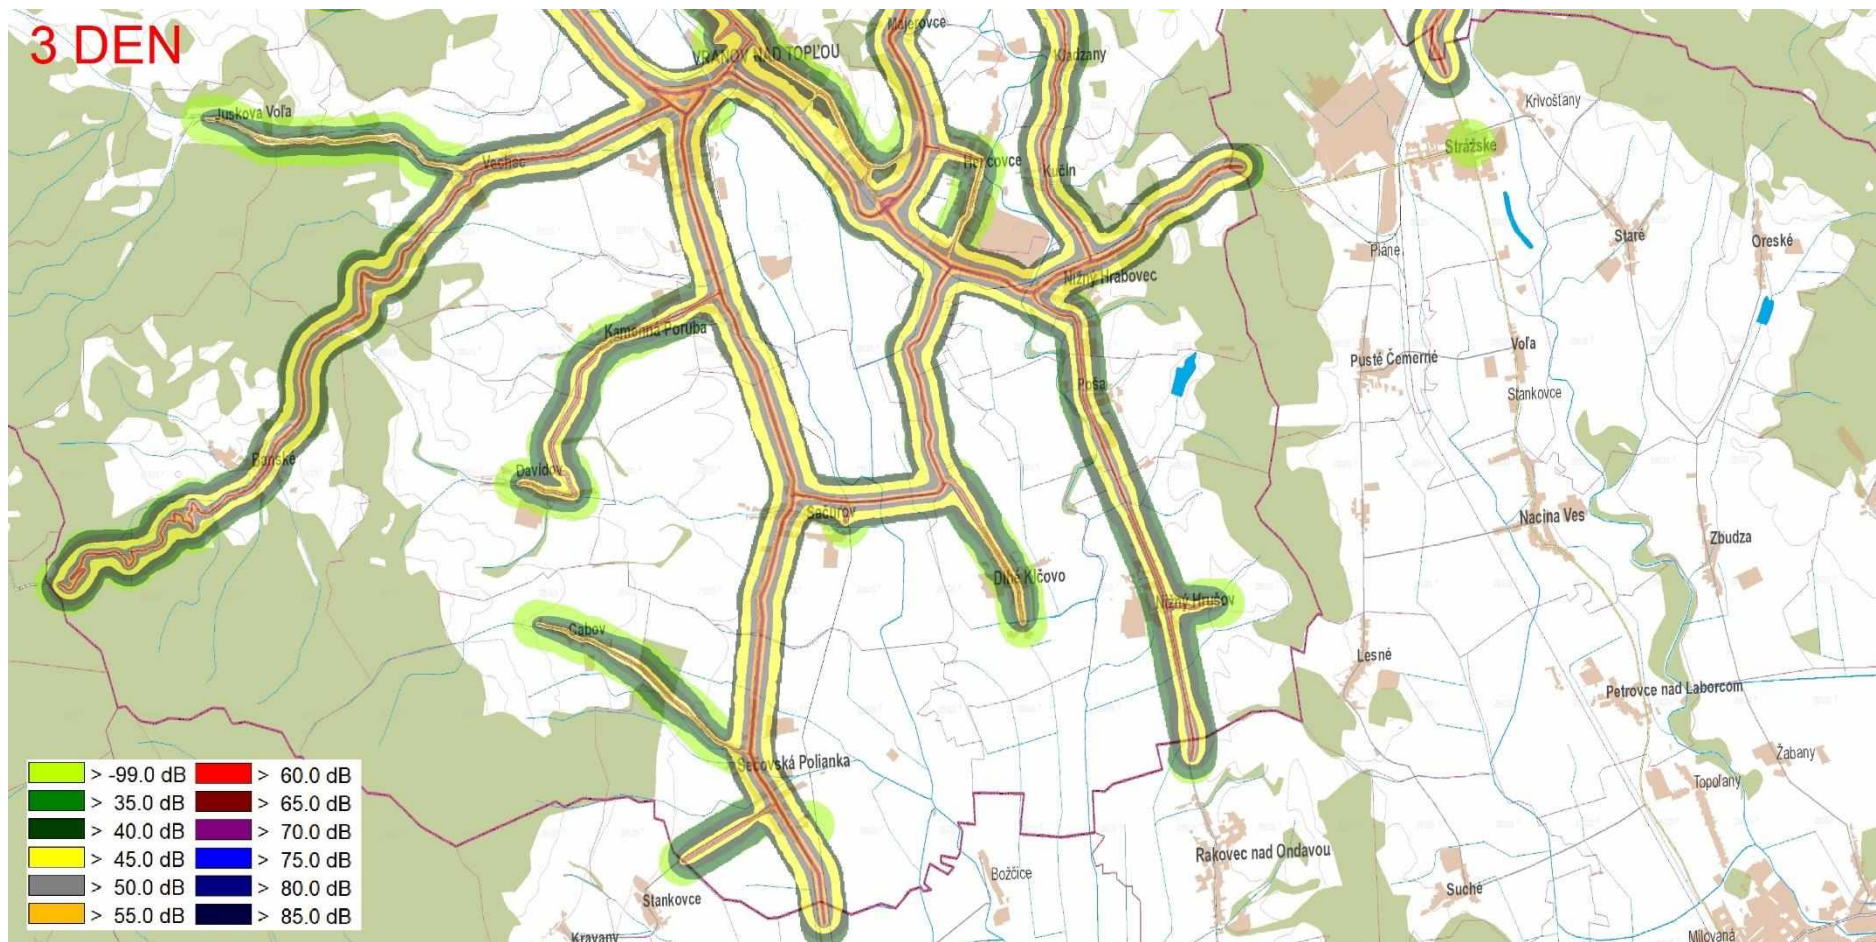 3 DEN
Majerovce
VRANOV NAD TOPĽOU
Kladzany
Krivošťany
Juskova Voľa
Strážske
Vechec
Hencovce
Kučín
Staré
Oreské
Pláne
Nižný Hrabovec
Kamenná Poruba
Voľa
Pusté Čemerné
Poša
Stankovce
Banské
Davidov
Sačurov
Nacina Ves
Zbudza
Dlhé Klčovo
Nižný Hrušov
Cabov
Lesné
Petrovce nad Laborcom
Sečovská Polianka
Žabany
Topoľany
Rakovec nad Ondavou
Božčice
Suché
Stankovce
Kravany
Milovaná
> -99.0 dB > 60.0 dB
> 35.0 dB > 65.0 dB
> 40.0 dB > 70.0 dB
> 45.0 dB > 75.0 dB
> 50.0 dB > 80.0 dB
> 55.0 dB > 85.0 dB